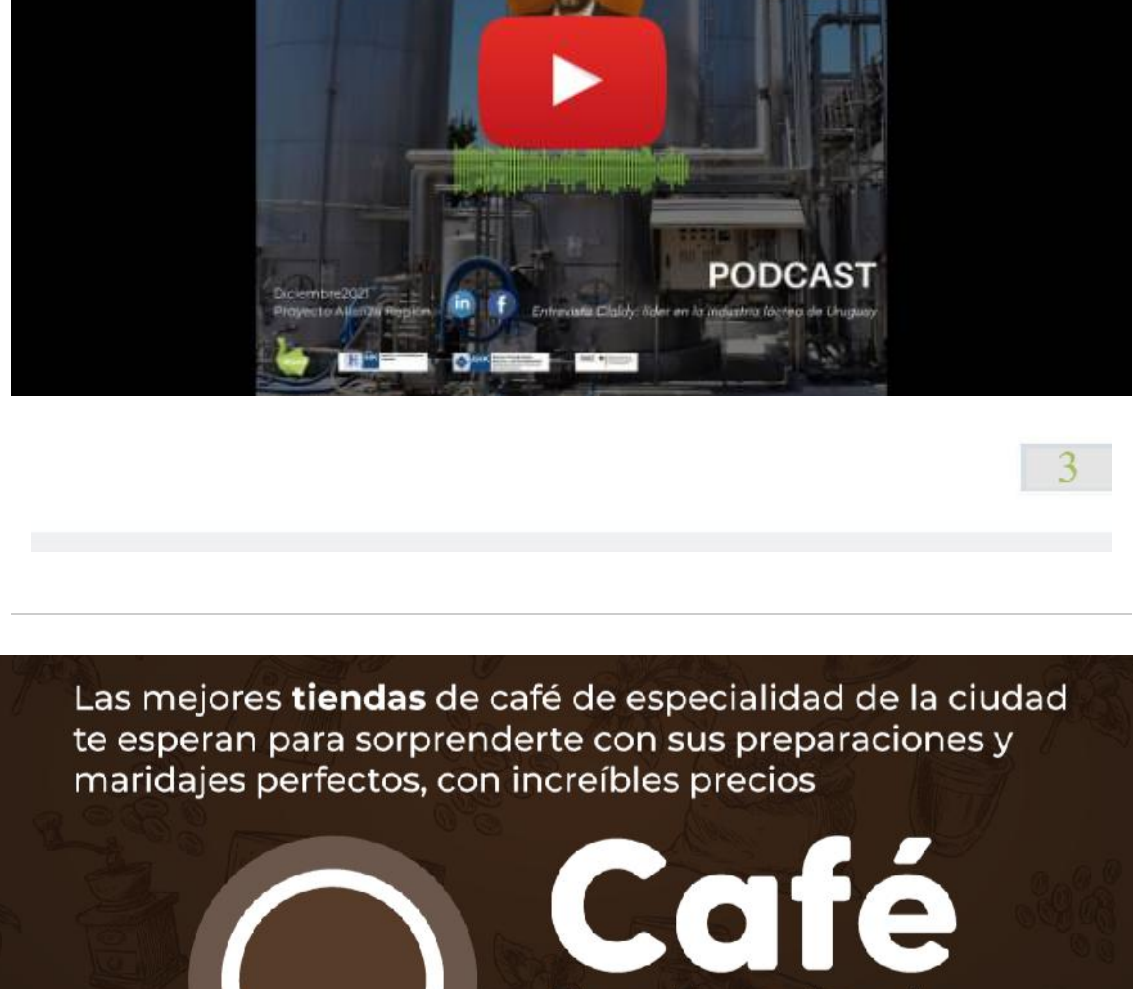 PODCAST
Diciembre2021
Proyecto Alianza Región
in f
Entrevista Claldy: líder en la industria láctea de Uruguay
AHK
3
Las mejores tiendas de café de especialidad de la ciudad
te esperan para sorprenderte con sus preparaciones y
maridajes perfectos, con increíbles precios
Café